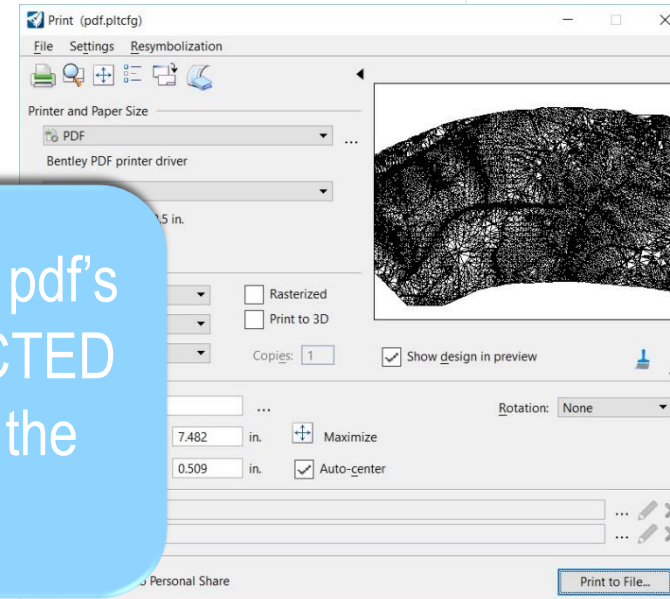 Print (pdf.pltcfg)
File Settings Resymbolization
Printer and Paper Size
PDF
...
Bentley PDF printer driver
.5 in.
pdf's
CTED
the
Rasterized
Print to 3D
Copies: 1
Show design in preview
...
Rotation: None
7.482 in. Maximize
0.509 in. Auto-center
...
...
Personal Share
Print to File...